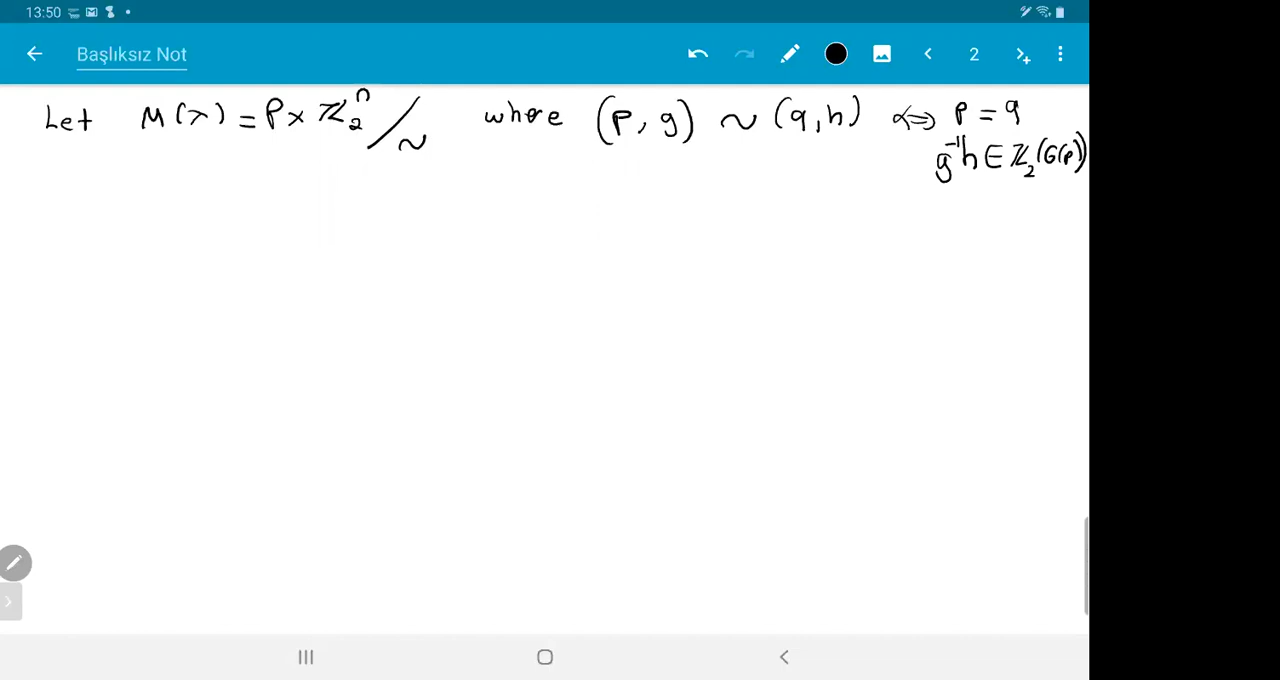 13:50
Başlıksız Not
2
Let M(λ) = P × ℤ₂ⁿ / ~ where (p, g) ~ (q, h) ⇔ p = q
g⁻¹h ∈ ℤ₂(G(p))